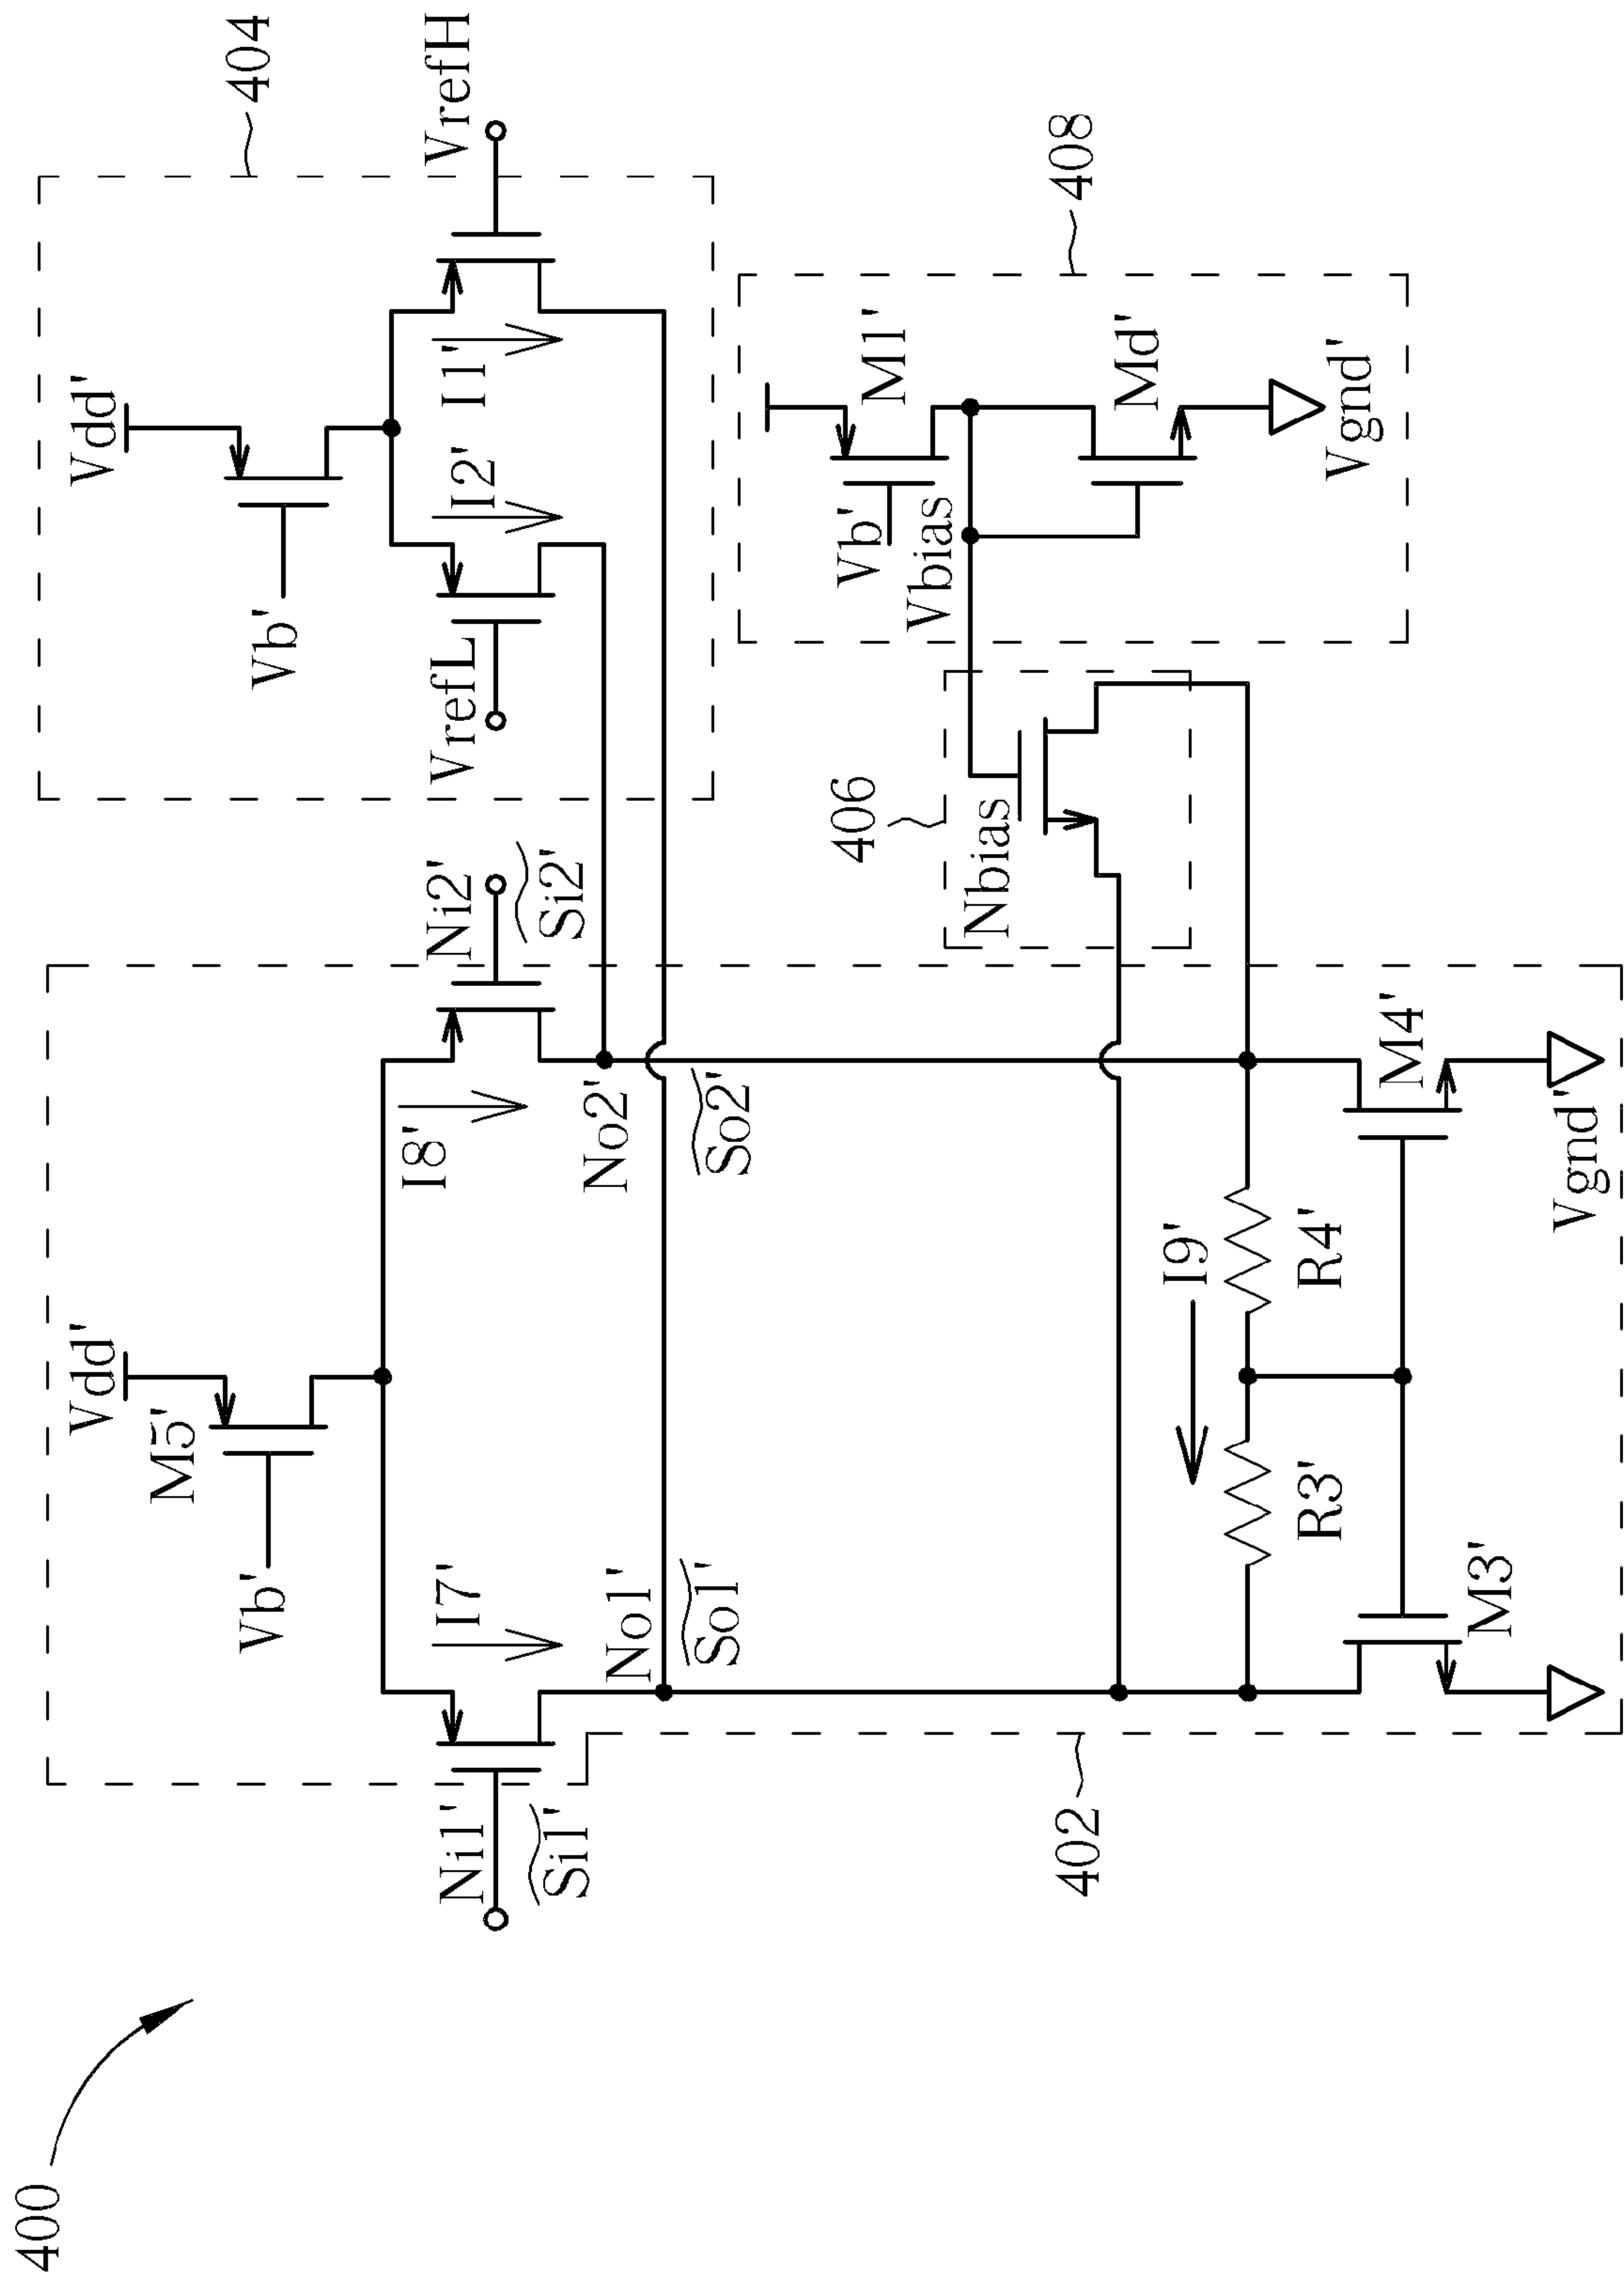 400
402
404
406
408
Vdd'
M5'
Vb'
I7'
I8'
Ni1'
Si1'
Ni2'
Si2'
No1'
So1'
No2'
So2'
I9'
R3'
R4'
M3'
M4'
Vgnd'
Vdd'
Vb'
I2'
I1'
VrefL
VrefH
Nbias
Vb'
Vbias
M1'
Md'
Vgnd'